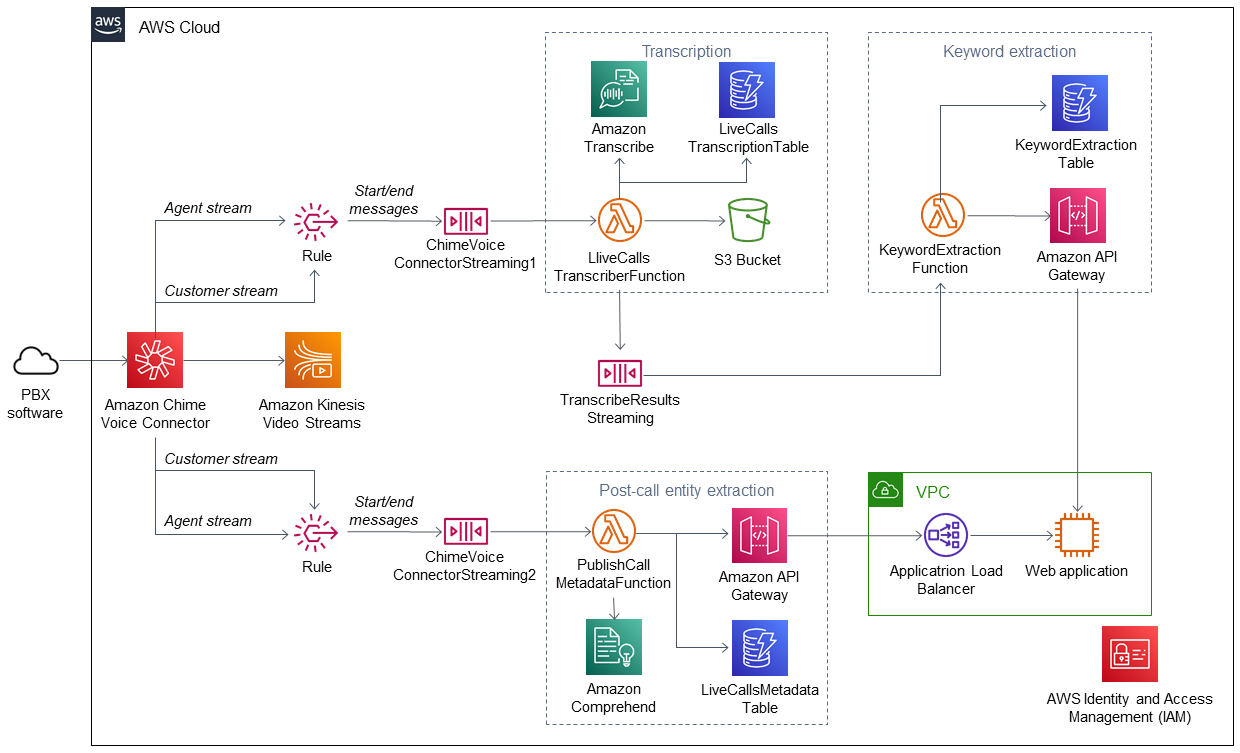 aws
AWS Cloud
Transcription
Amazon
Transcribe
LiveCalls
TranscriptionTable
LliveCalls
TranscriberFunction
S3 Bucket
Keyword extraction
KeywordExtraction
Table
KeywordExtraction
Function
Amazon API
Gateway
Agent stream
Customer stream
Rule
Start/end
messages
ChimeVoice
ConnectorStreaming1
PBX
software
Amazon Chime
Voice Connector
Amazon Kinesis
Video Streams
TranscribeResults
Streaming
Customer stream
Agent stream
Rule
Start/end
messages
ChimeVoice
ConnectorStreaming2
Post-call entity extraction
PublishCall
MetadataFunction
Amazon API
Gateway
Amazon
Comprehend
LiveCallsMetadata
Table
VPC
Applicatrion Load
Balancer
Web application
AWS Identity and Access
Management (IAM)